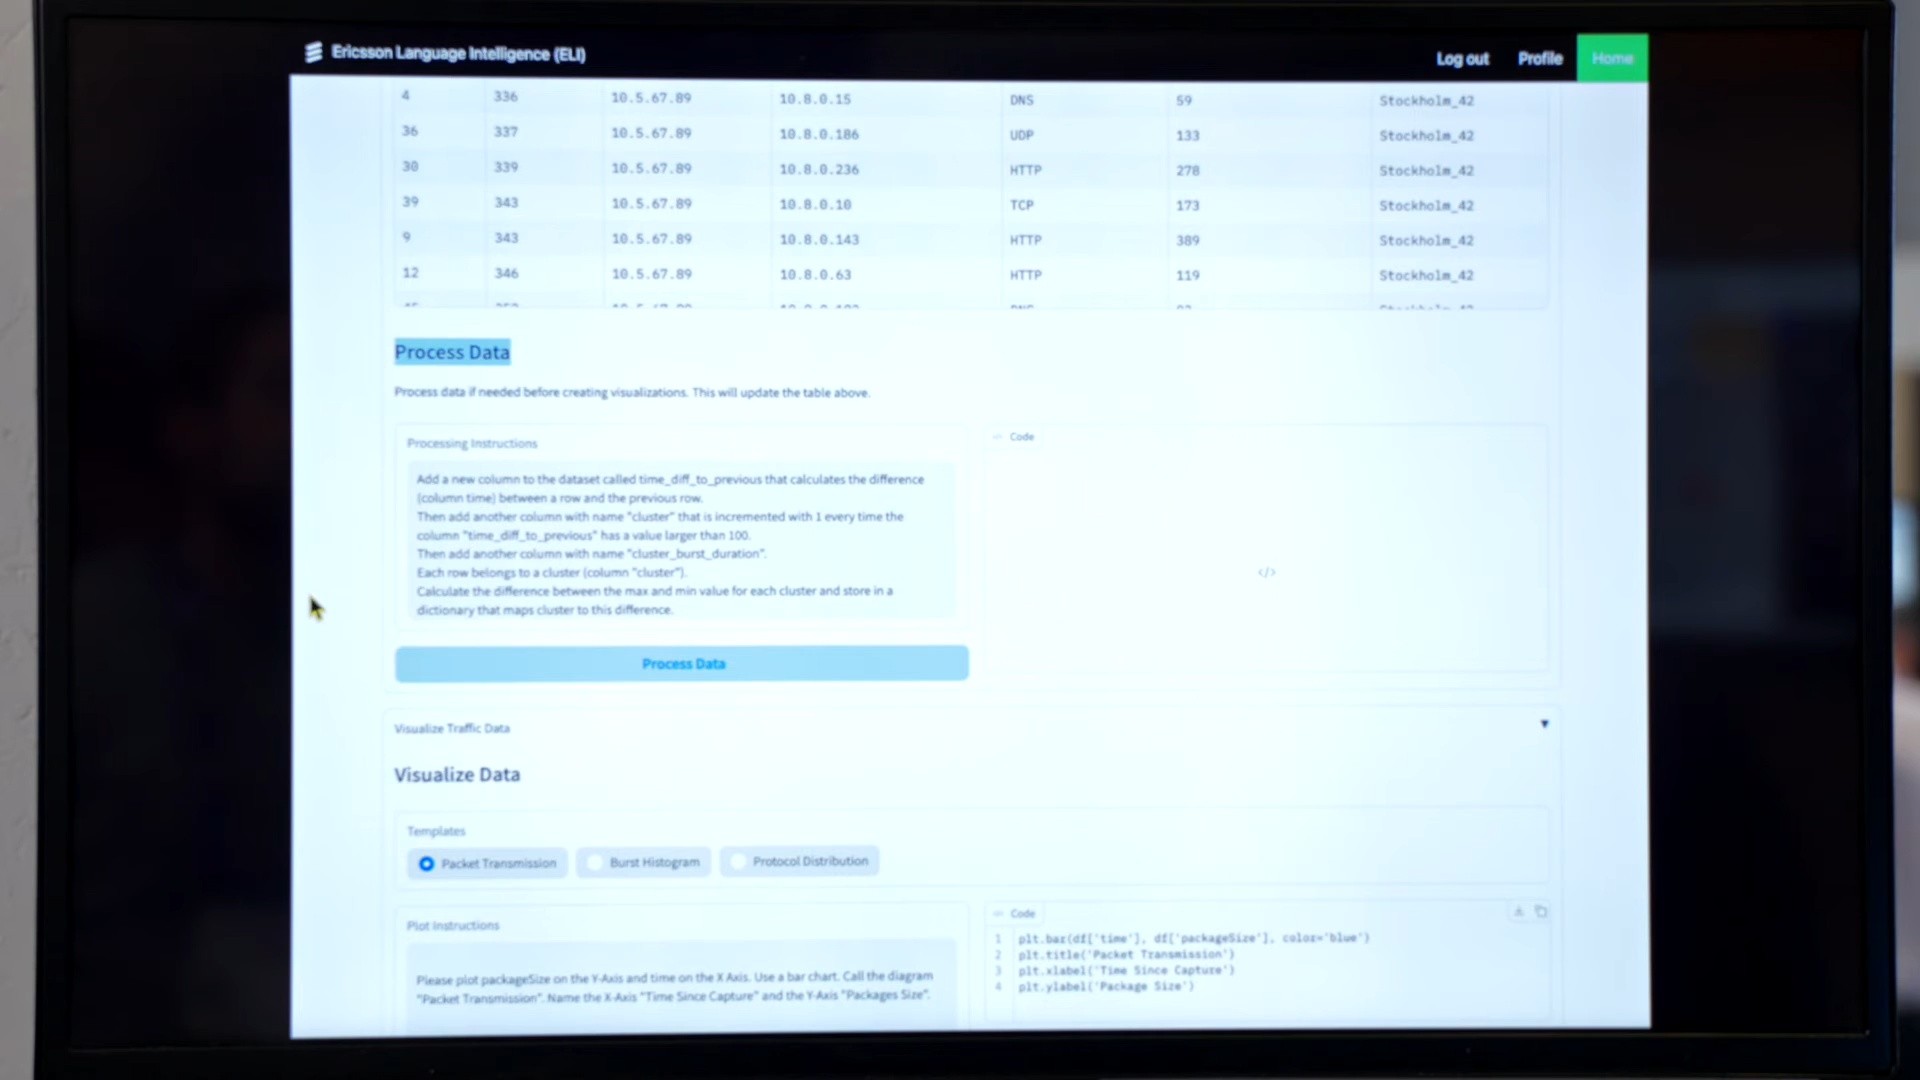 Ericsson Language Intelligence (ELI)
Log out Profile Home
4 336 10.5.67.89 10.8.0.15 DNS 59 Stockholm_42
36 337 10.5.67.89 10.8.0.186 UDP 133 Stockholm_42
30 339 10.5.67.89 10.8.0.236 HTTP 278 Stockholm_42
39 343 10.5.67.89 10.8.0.10 TCP 173 Stockholm_42
9 343 10.5.67.89 10.8.0.143 HTTP 389 Stockholm_42
12 346 10.5.67.89 10.8.0.63 HTTP 119 Stockholm_42
Process Data
Process data if needed before creating visualizations. This will update the table above.
Processing Instructions
Add a new column to the dataset called time_diff_to_previous that calculates the difference
(column time) between a row and the previous row.
Then add another column with name "cluster" that is incremented with 1 every time the
column "time_diff_to_previous" has a value larger than 100.
Then add another column with name "cluster_burst_duration".
Each row belongs to a cluster (column "cluster").
Calculate the difference between the max and min value for each cluster and store in a
dictionary that maps cluster to this difference.
Code
</>
Process Data
Visualize Traffic Data
Visualize Data
Templates
Packet Transmission Burst Histogram Protocol Distribution
Plot Instructions
Please plot packageSize on the Y-Axis and time on the X Axis. Use a bar chart. Call the diagram
"Packet Transmission". Name the X-Axis "Time Since Capture" and the Y-Axis "Packages Size".
Code
1 plt.bar(df['time'], df['packageSize'], color='blue')
2 plt.title('Packet Transmission')
3 plt.xlabel('Time Since Capture')
4 plt.ylabel('Package Size')